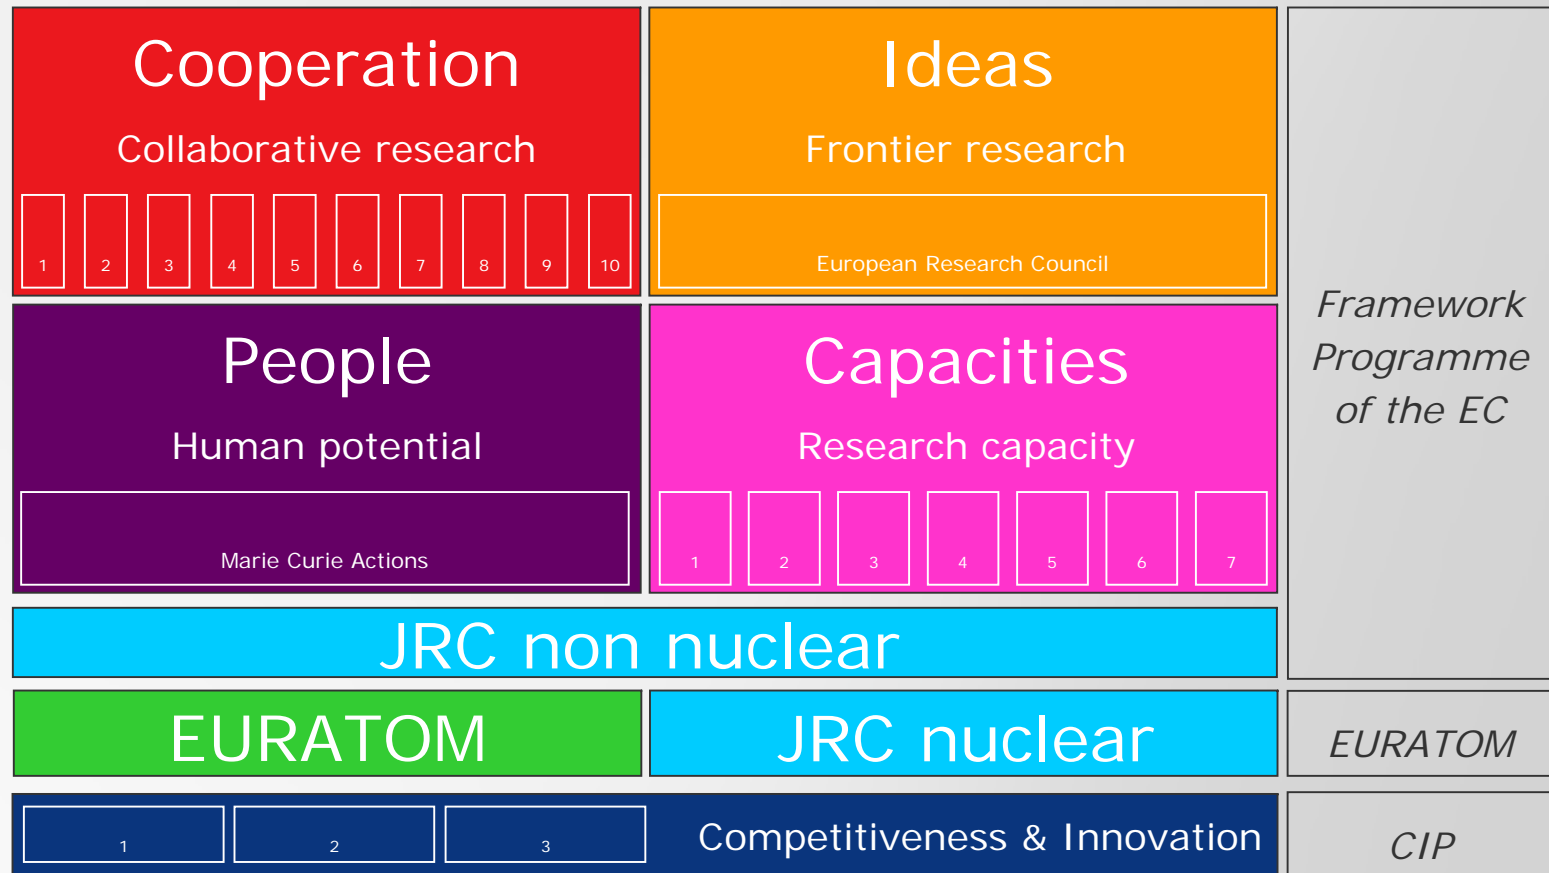 Cooperation
Collaborative research
1 2 3 4 5 6 7 8 9 10
Ideas
Frontier research
European Research Council
People
Human potential
Marie Curie Actions
Capacities
Research capacity
1 2 3 4 5 6 7
JRC non nuclear
Framework
Programme
of the EC
EURATOM
JRC nuclear
EURATOM
1 2 3
Competitiveness & Innovation
CIP